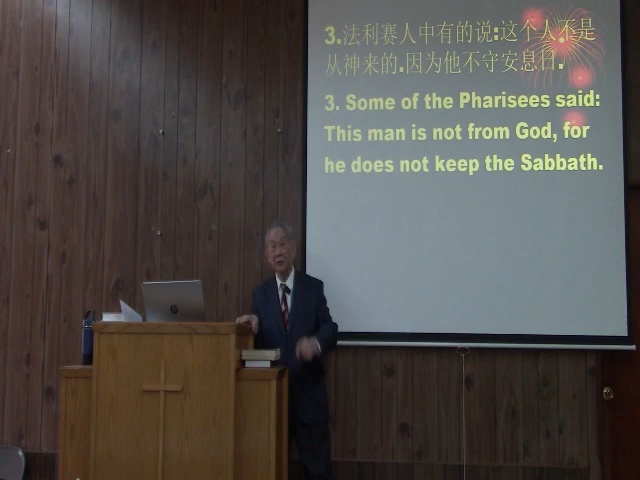 3.法利赛人中有的说:这个人不是
从神来的.因为他不守安息日.
3. Some of the Pharisees said:
This man is not from God, for
he does not keep the Sabbath.
hp